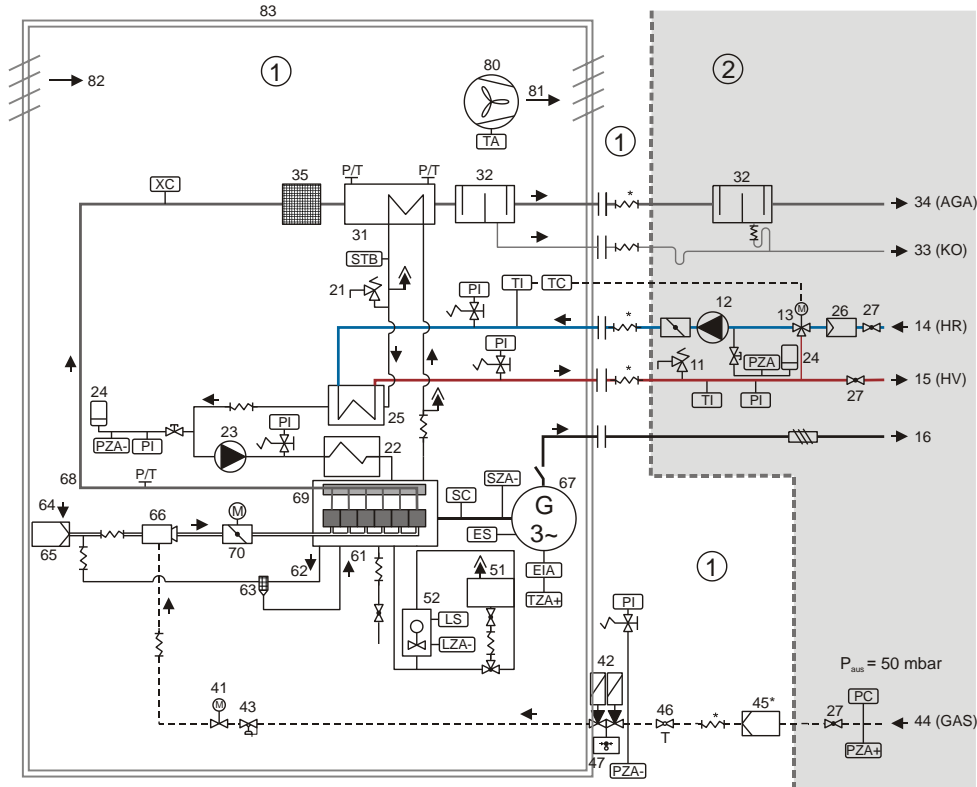 83
1
2
82
80
81
TA
1
XC
35
P/T
P/T
32
*
32
34 (AGA)
31
STB
33 (KO)
21
PI
TI
TC
12
M
13
26
27
*
14 (HR)
PI
11
PZA
24
*
15 (HV)
24
25
TI
PI
27
PI
23
22
PZA-
PI
16
68
P/T
69
SZA-
SC
67
G
3~
64
66
M
ES
65
70
61
1
62
63
52
51
EIA
TZA+
PI
LS
LZA-
42
P_aus = 50 mbar
41
M
43
46
45*
27
PC
*
44 (GAS)
T
47
PZA-
PZA+